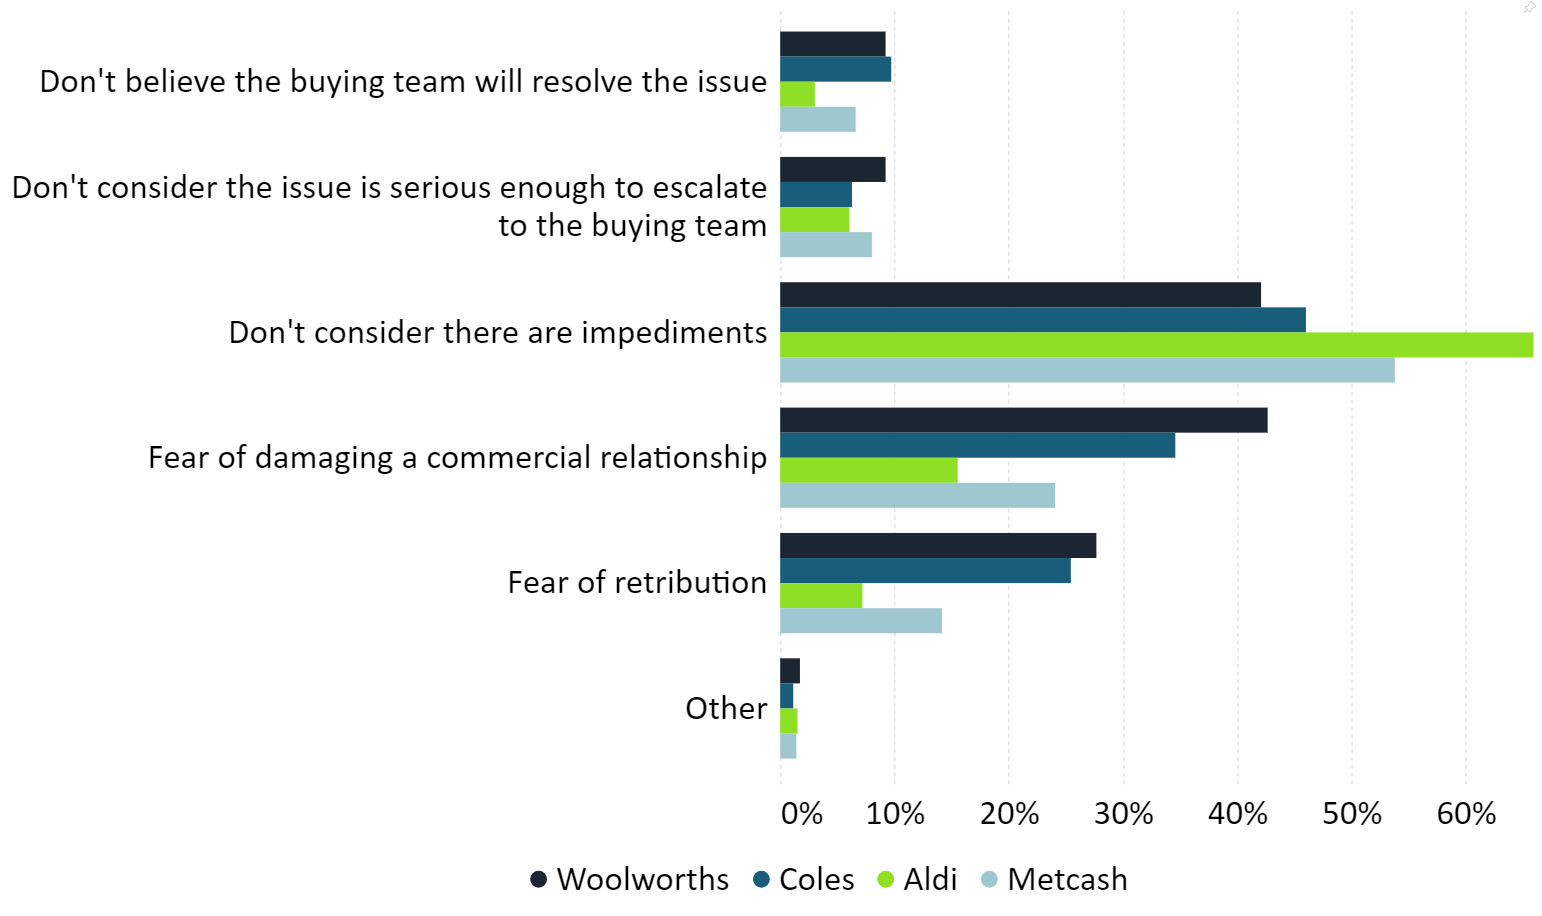 Don't believe the buying team will resolve the issue
Don't consider the issue is serious enough to escalate
to the buying team
Don't consider there are impediments
Fear of damaging a commercial relationship
Fear of retribution
Other
0% 10% 20% 30% 40% 50% 60%
Woolworths Coles Aldi Metcash